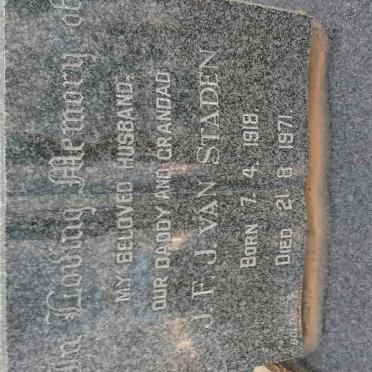 In Loving Memory of
MY BELOVED HUSBAND,
OUR DADDY AND GRANDAD
J. F. J. VAN STADEN
BORN 7. 4. 1918.
DIED 21. 8. 1971.